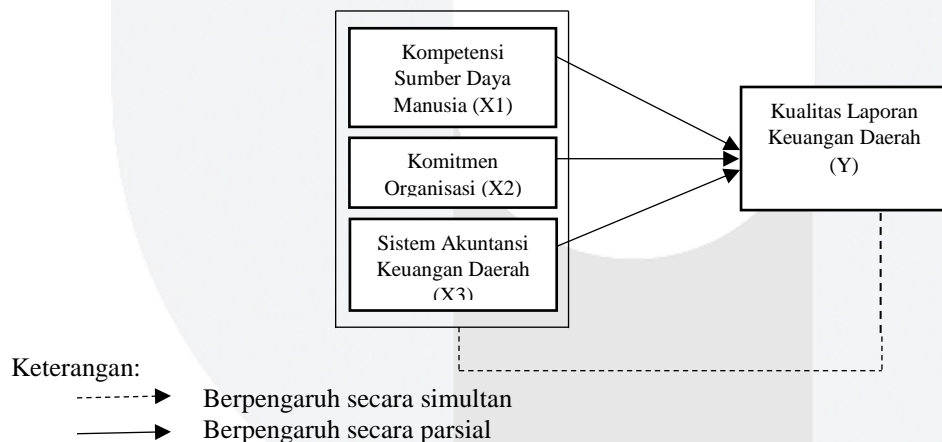 Kompetensi
Sumber Daya
Manusia (X1)
Komitmen
Organisasi (X2)
Sistem Akuntansi
Keuangan Daerah
(X3)
Kualitas Laporan
Keuangan Daerah
(Y)
Keterangan:
Berpengaruh secara simultan
Berpengaruh secara parsial